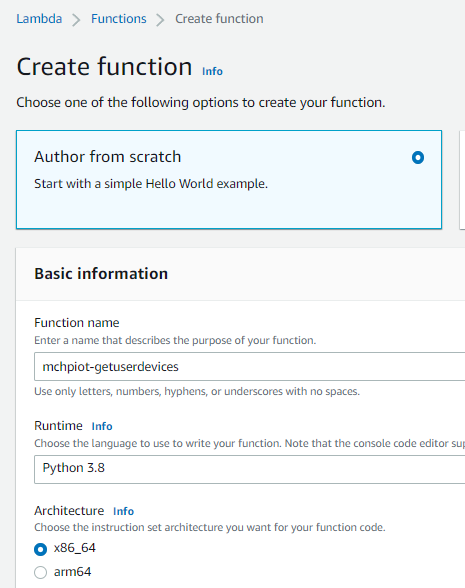 Lambda > Functions > Create function
Create function Info
Choose one of the following options to create your function.
Author from scratch
Start with a simple Hello World example.
Basic information
Function name
Enter a name that describes the purpose of your function.
mchpiot-getuserdevices
Use only letters, numbers, hyphens, or underscores with no spaces.
Runtime Info
Choose the language to use to write your function. Note that the console code editor sup
Python 3.8
Architecture Info
Choose the instruction set architecture you want for your function code.
x86_64
arm64